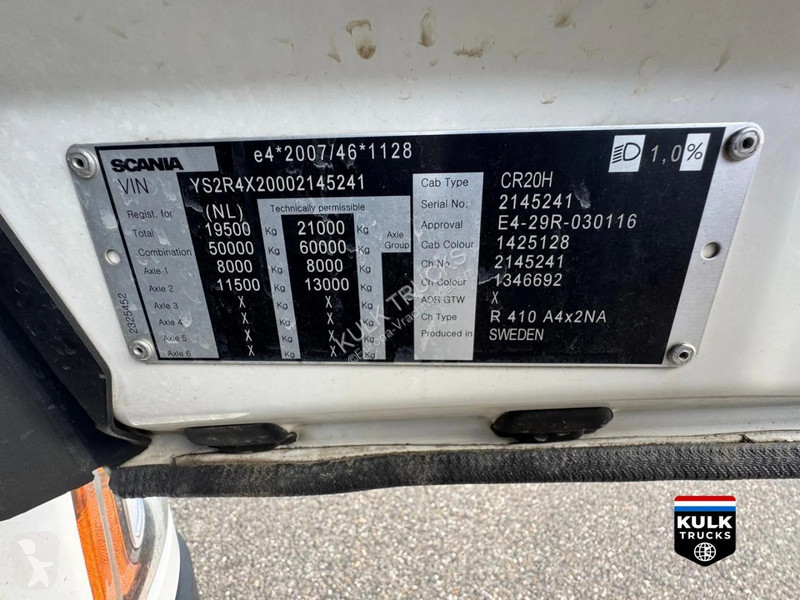 SCANIA e4*2007/46*1128 1,0%
VIN YS2R4X20002145241 Cab Type CR20H
Regist. for (NL) Technically permissible Serial No. 2145241
Total 19500 Kg 21000 Kg Axle Group Approval E4-29R-030116
Combination 50000 Kg 60000 Kg Cab Colour 1425128
Axle 1 8000 Kg 8000 Kg Ch No 2145241
Axle 2 11500 Kg 13000 Kg Ch Colour 1346692
Axle 3 X Kg X Kg ADR GTW X
Axle 4 X Kg X Kg Ch Type R 410 A4x2NA
Axle 5 X Kg X Kg Produced in SWEDEN
Axle 6 X Kg X Kg
2325452
KULK TRUCKS
KULK
TRUCKS